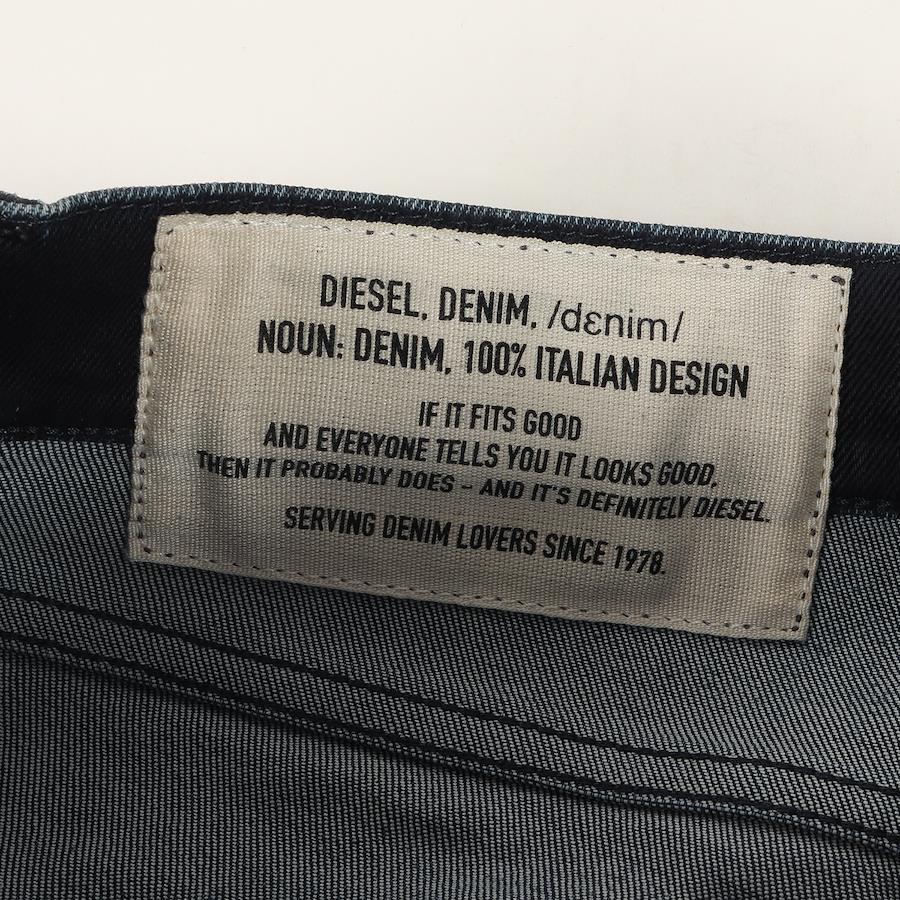 DIESEL, DENIM, /dɛnim/
NOUN: DENIM, 100% ITALIAN DESIGN
IF IT FITS GOOD
AND EVERYONE TELLS YOU IT LOOKS GOOD,
THEN IT PROBABLY DOES - AND IT'S DEFINITELY DIESEL.
SERVING DENIM LOVERS SINCE 1978.